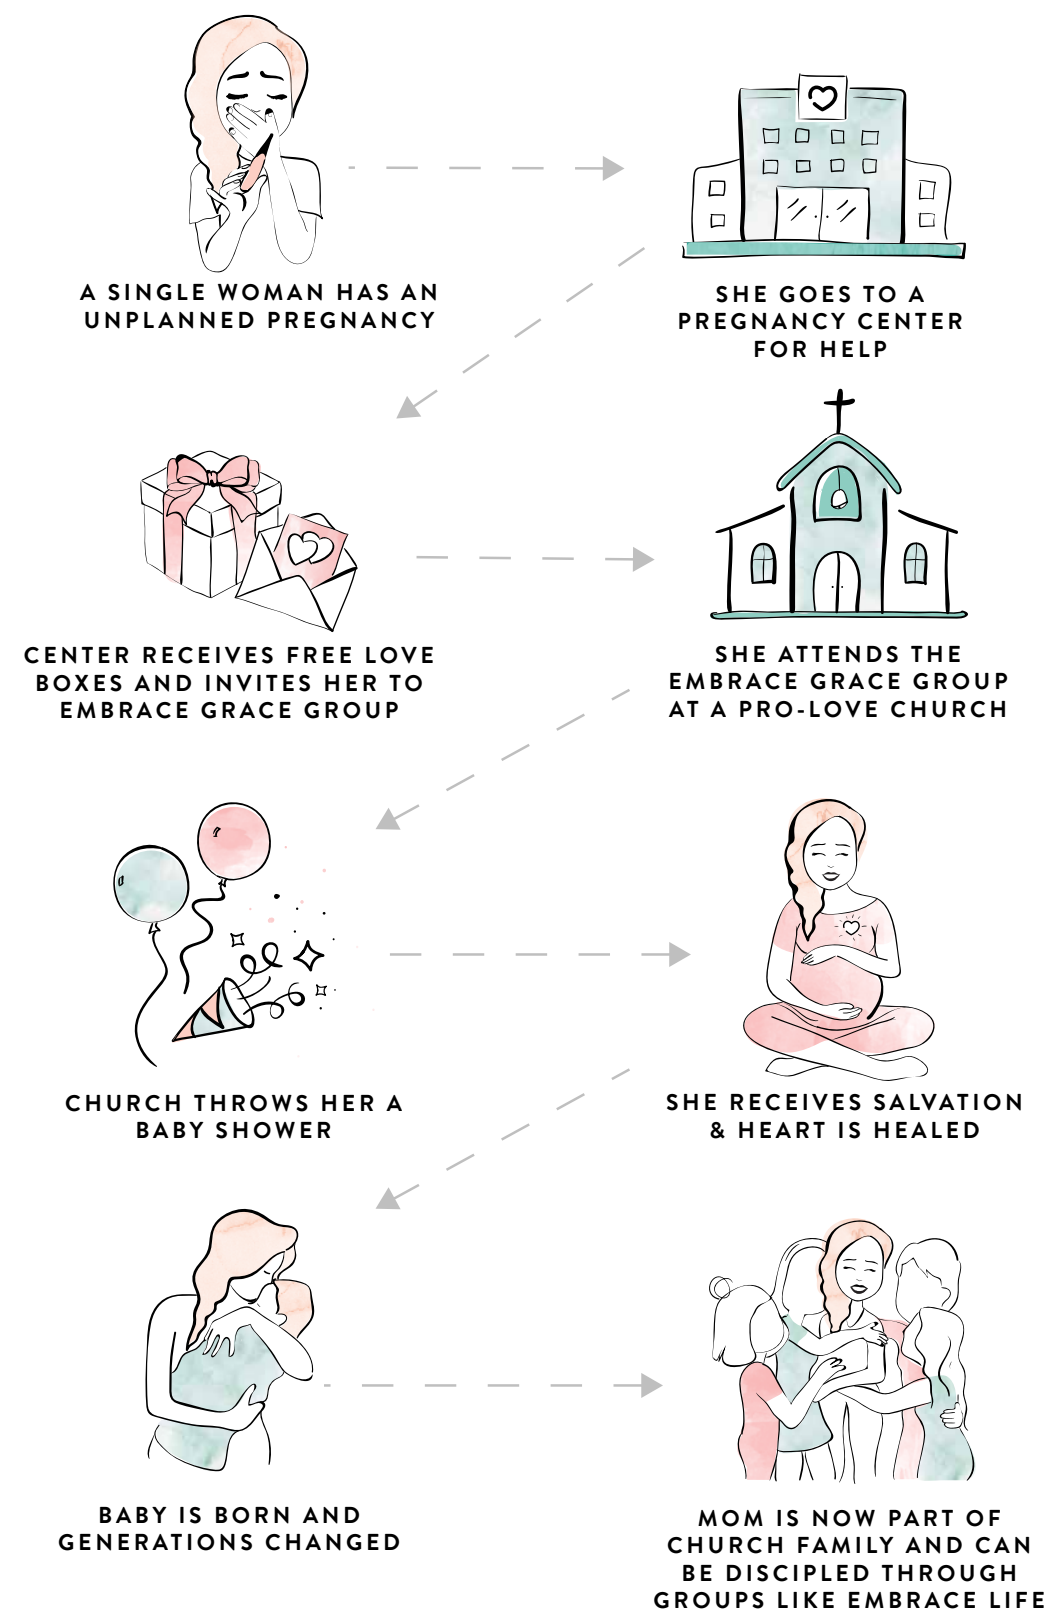 A SINGLE WOMAN HAS AN
UNPLANNED PREGNANCY
SHE GOES TO A
PREGNANCY CENTER
FOR HELP
CENTER RECEIVES FREE LOVE
BOXES AND INVITES HER TO
EMBRACE GRACE GROUP
SHE ATTENDS THE
EMBRACE GRACE GROUP
AT A PRO-LOVE CHURCH
CHURCH THROWS HER A
BABY SHOWER
SHE RECEIVES SALVATION
& HEART IS HEALED
BABY IS BORN AND
GENERATIONS CHANGED
MOM IS NOW PART OF
CHURCH FAMILY AND CAN
BE DISCIPLED THROUGH
GROUPS LIKE EMBRACE LIFE